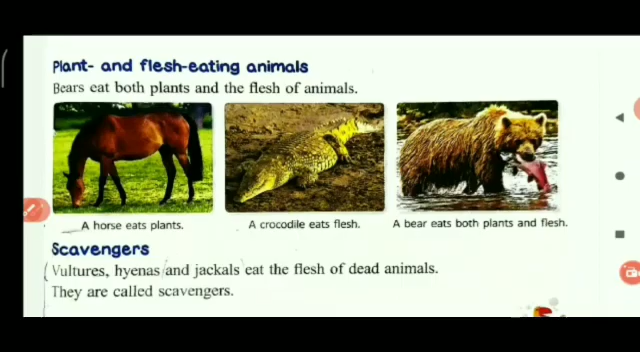 Plant- and flesh-eating animals
Bears eat both plants and the flesh of animals.
A horse eats plants.
A crocodile eats flesh.
A bear eats both plants and flesh.
Scavengers
Vultures, hyenas and jackals eat the flesh of dead animals.
They are called scavengers.